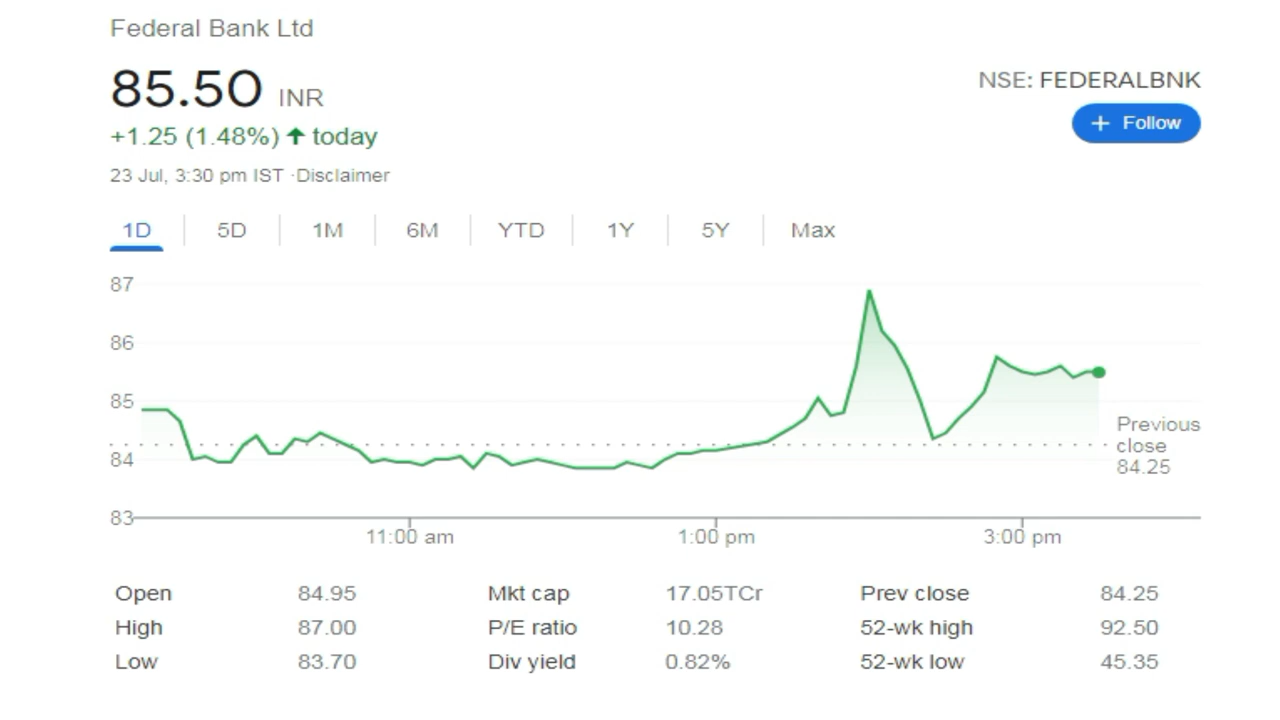 Federal Bank Ltd
85.50 INR
NSE: FEDERALBNK
+1.25 (1.48%) ↑ today
+ Follow
23 Jul, 3:30 pm IST ·Disclaimer
1D 5D 1M 6M YTD 1Y 5Y Max
87
86
85
Previous
close
84.25
84
83
11:00 am 1:00 pm 3:00 pm
Open 84.95 Mkt cap 17.05TCr Prev close 84.25
High 87.00 P/E ratio 10.28 52-wk high 92.50
Low 83.70 Div yield 0.82% 52-wk low 45.35